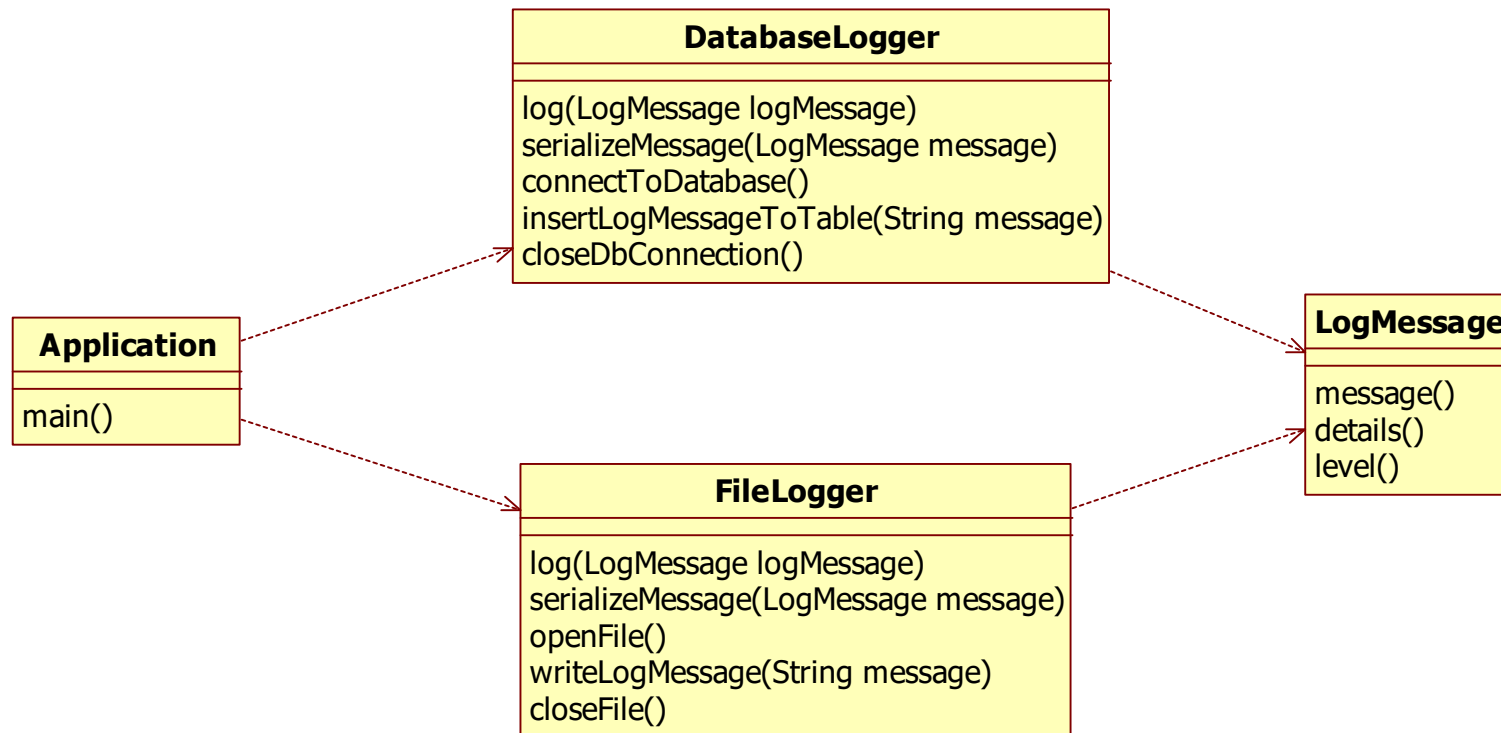 DatabaseLogger
log(LogMessage logMessage)
serializeMessage(LogMessage message)
connectToDatabase()
insertLogMessageToTable(String message)
closeDbConnection()
Application
main()
LogMessage
message()
details()
level()
FileLogger
log(LogMessage logMessage)
serializeMessage(LogMessage message)
openFile()
writeLogMessage(String message)
closeFile()